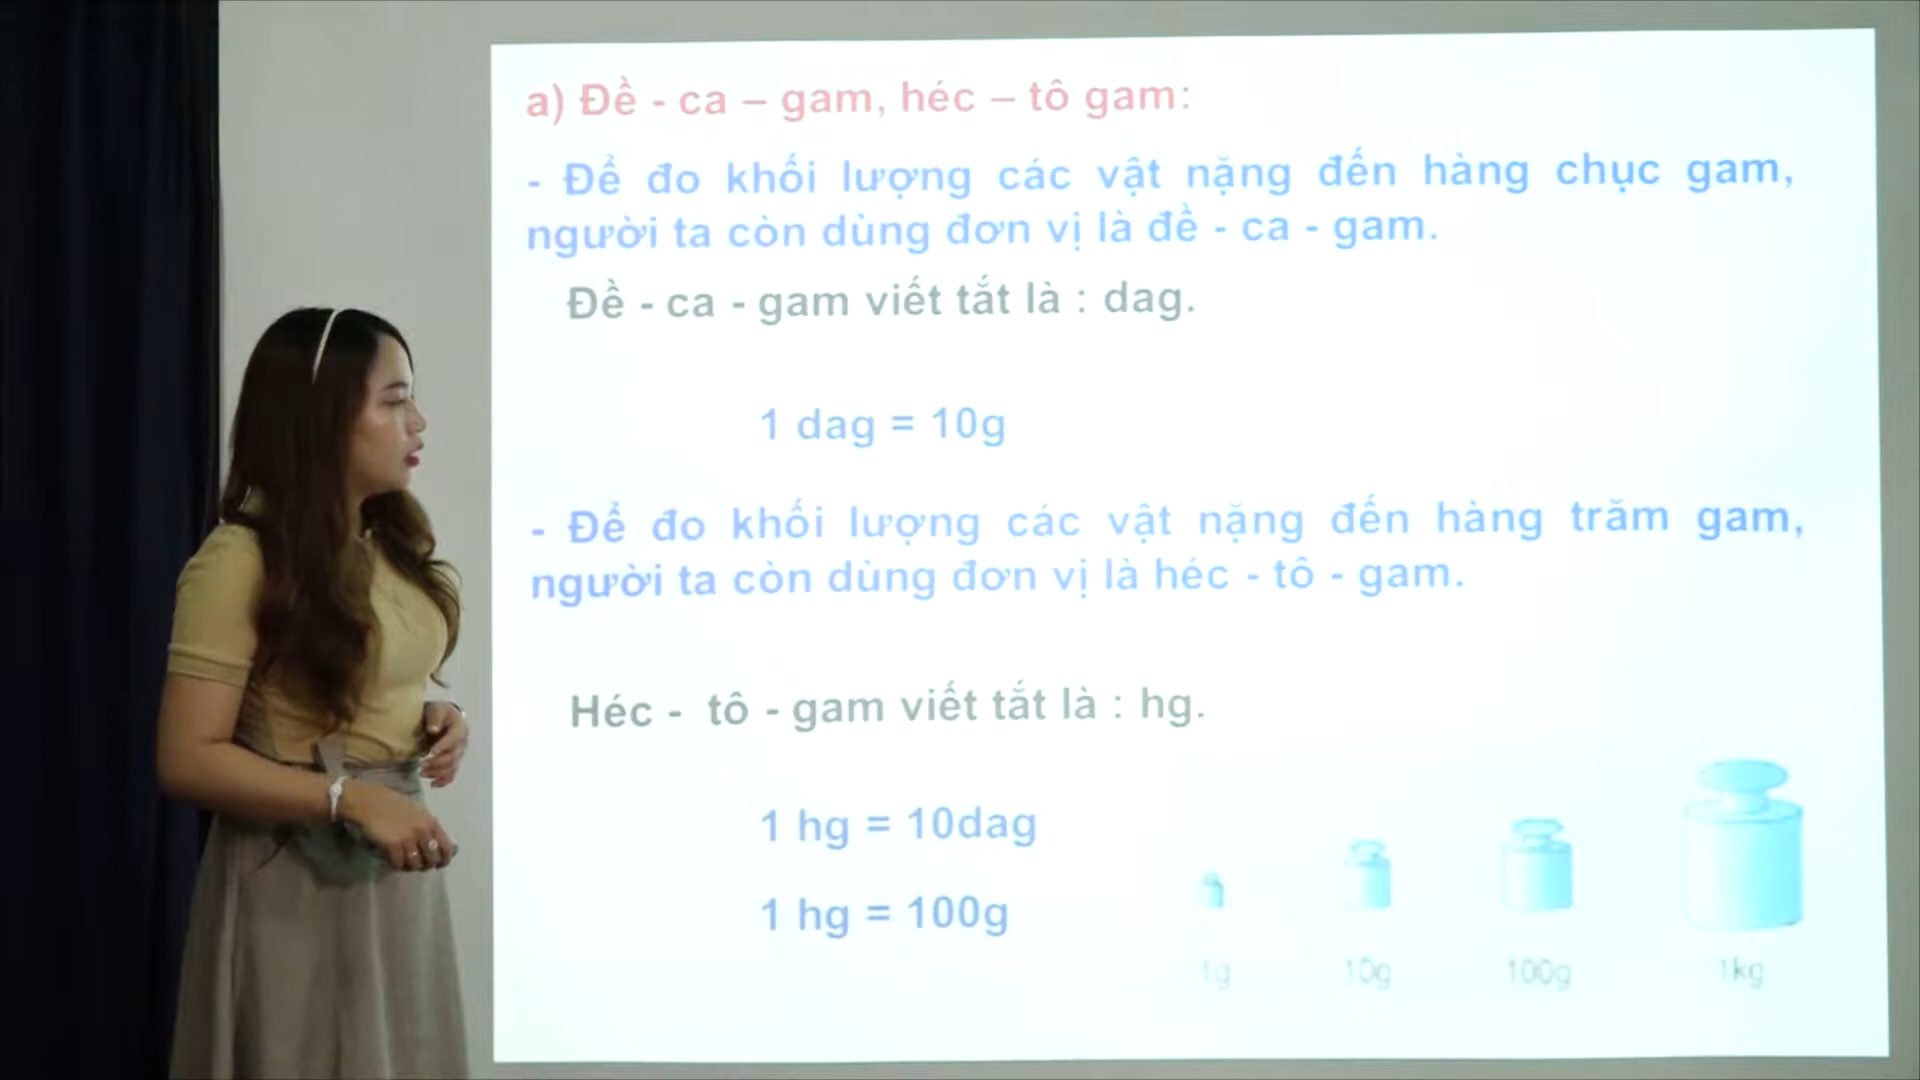 a) Đề - ca – gam, héc – tô gam:
- Để đo khối lượng các vật nặng đến hàng chục gam,
người ta còn dùng đơn vị là đề - ca - gam.
Đề - ca - gam viết tắt là : dag.
1 dag = 10g
- Để đo khối lượng các vật nặng đến hàng trăm gam,
người ta còn dùng đơn vị là héc - tô - gam.
Héc - tô - gam viết tắt là : hg.
1 hg = 10dag
1 hg = 100g
1g 10g 100g 1kg